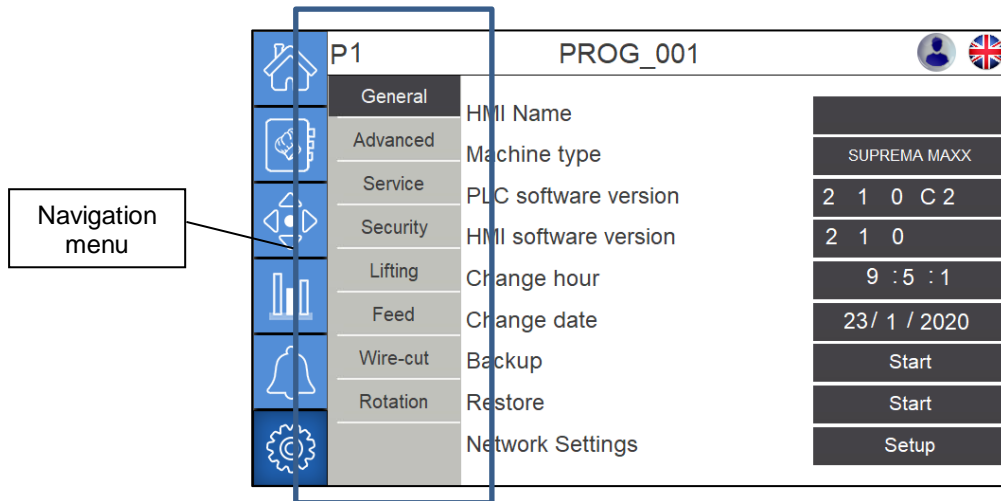 P1 PROG_001
Navigation
menu
General
Advanced
Service
Security
Lifting
Feed
Wire-cut
Rotation
HMI Name
Machine type SUPREMA MAXX
PLC software version 2 1 0 C 2
HMI software version 2 1 0
Change hour 9 : 5 : 1
Change date 23 / 1 / 2020
Backup Start
Restore Start
Network Settings Setup